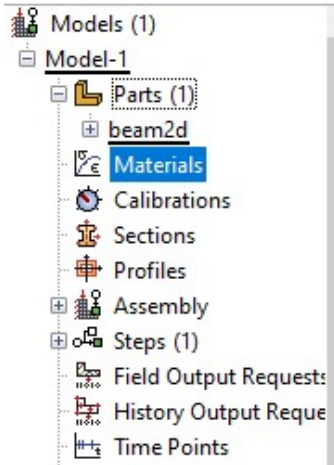 Models (1)
Model-1
Parts (1)
beam2d
Materials
Calibrations
Sections
Profiles
Assembly
Steps (1)
Field Output Requests
History Output Reque
Time Points